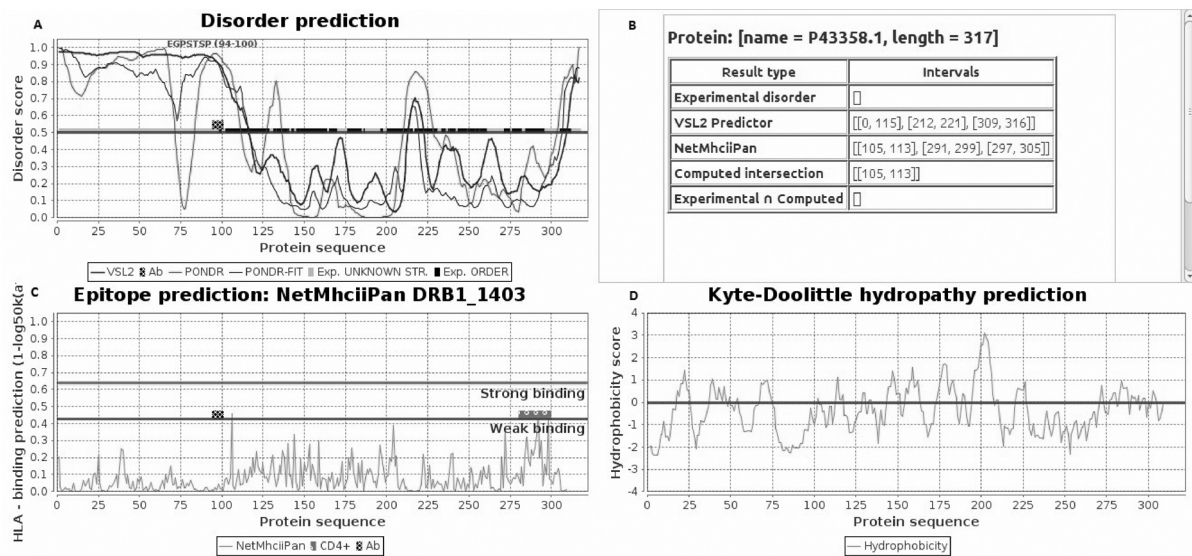 A
Disorder prediction
EGPSTSP (94-100)
Disorder score
1.0
0.9
0.8
0.7
0.6
0.5
0.4
0.3
0.2
0.1
0.0
0 25 50 75 100 125 150 175 200 225 250 275 300
Protein sequence
VSL2 Ab PONDR PONDR-FIT Exp. UNKNOWN STR. Exp. ORDER
B
Protein: [name = P43358.1, length = 317]
Result type Intervals
Experimental disorder []
VSL2 Predictor [[0, 115], [212, 221], [309, 316]]
NetMhciiPan [[105, 113], [291, 299], [297, 305]]
Computed intersection [[105, 113]]
Experimental ∩ Computed []
C
Epitope prediction: NetMhciiPan DRB1_1403
HLA - binding prediction (1-log50k(a
1.0
0.9
0.8
0.7
0.6
0.5
0.4
0.3
0.2
0.1
0.0
Strong binding
Weak binding
0 25 50 75 100 125 150 175 200 225 250 275 300
Protein sequence
NetMhciiPan CD4+ Ab
D
Kyte-Doolittle hydropathy prediction
Hydrophobicity score
4
3
2
1
0
-1
-2
-3
-4
0 25 50 75 100 125 150 175 200 225 250 275 300
Protein sequence
Hydrophobicity